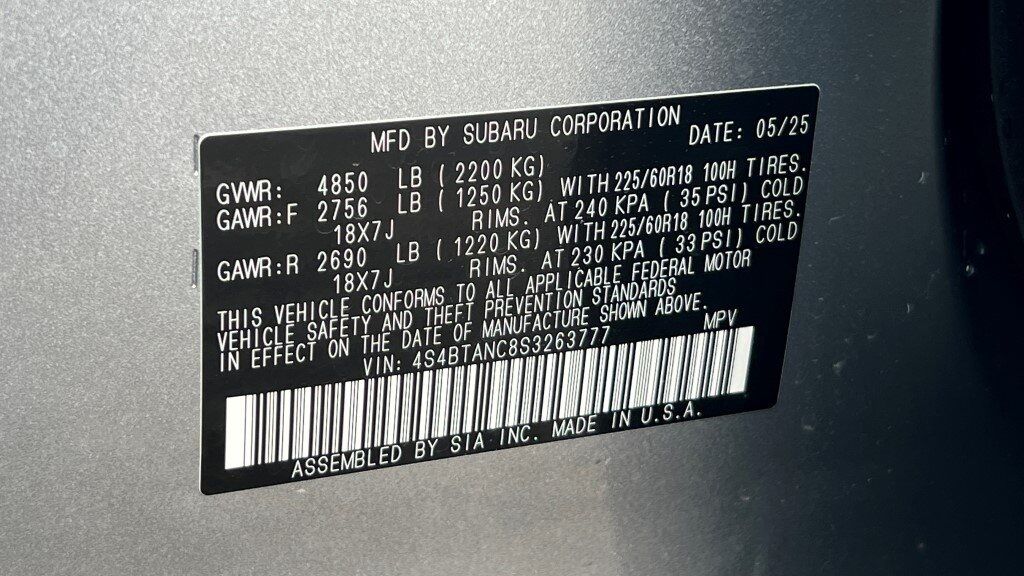 MFD BY SUBARU CORPORATION DATE: 05/25
GVWR: 4850 LB (2200 KG)
GAWR:F 2756 LB (1250 KG) WITH 225/60R18 100H TIRES.
18X7J RIMS. AT 240 KPA (35 PSI) COLD
GAWR:R 2690 LB (1220 KG) WITH 225/60R18 100H TIRES.
18X7J RIMS. AT 230 KPA (33 PSI) COLD
THIS VEHICLE CONFORMS TO ALL APPLICABLE FEDERAL MOTOR
VEHICLE SAFETY AND THEFT PREVENTION STANDARDS
IN EFFECT ON THE DATE OF MANUFACTURE SHOWN ABOVE.
VIN: 4S4BTANC8S3263777 MPV
ASSEMBLED BY SIA INC. MADE IN U.S.A.